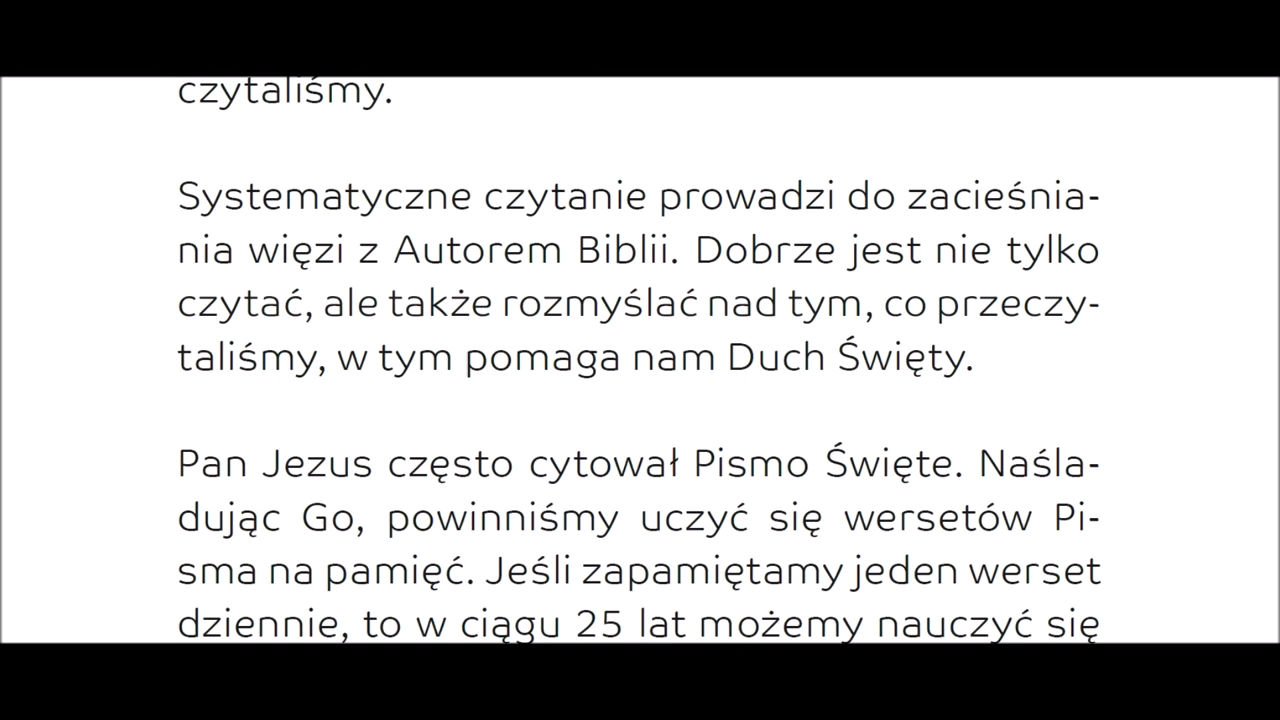 czytaliśmy.
Systematyczne czytanie prowadzi do zacieśnia-
nia więzi z Autorem Biblii. Dobrze jest nie tylko
czytać, ale także rozmyślać nad tym, co przeczy-
taliśmy, w tym pomaga nam Duch Święty.
Pan Jezus często cytował Pismo Święte. Naśla-
dując Go, powinniśmy uczyć się wersetów Pi-
sma na pamięć. Jeśli zapamiętamy jeden werset
dziennie, to w ciągu 25 lat możemy nauczyć się